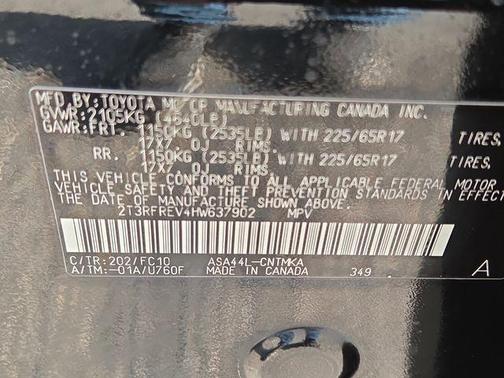 MFD.BY: TOYOTA MOTOR MANUFACTURING CANADA INC.
GVWR: 2105KG (4640LB)
GAWR: FRT. 1150KG (2535LB) WITH 225/65R17 TIRES,
17X7.0J RIMS,
RR. 1150KG (2535LB) WITH 225/65R17 TIRES,
17X7.0J RIMS.
THIS VEHICLE CONFORMS TO ALL APPLICABLE FEDERAL MOTOR
VEHICLE SAFETY AND THEFT PREVENTION STANDARDS IN EFFECT
THE DATE OF MANUFACTURE SHOWN ABOVE.
2T3RFREV4HW637902 MPV
C/TR: 202/FC10 ASA44L-CNTMKA
A/TM: -01A/U760F MADE IN CANADA 349 A